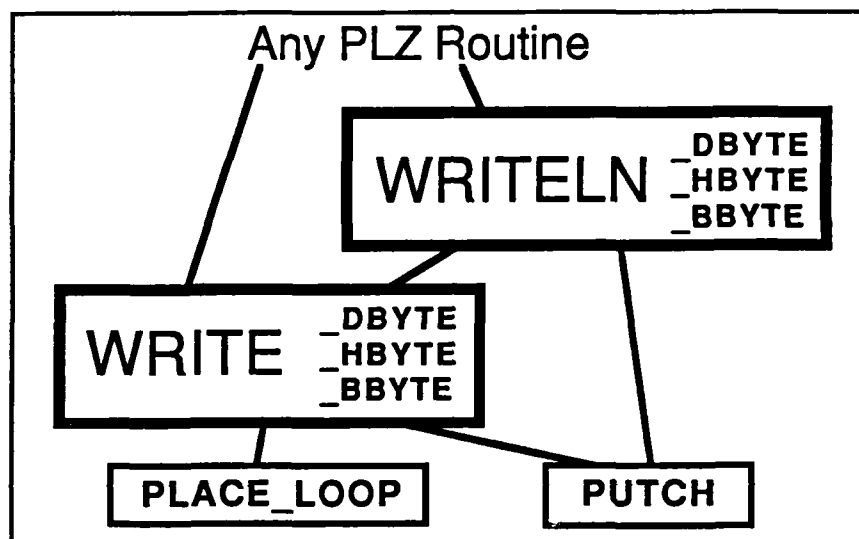 Any PLZ Routine
WRITELN
_DBYTE
_HBYTE
_BBYTE
WRITE
_DBYTE
_HBYTE
_BBYTE
PLACE_LOOP
PUTCH